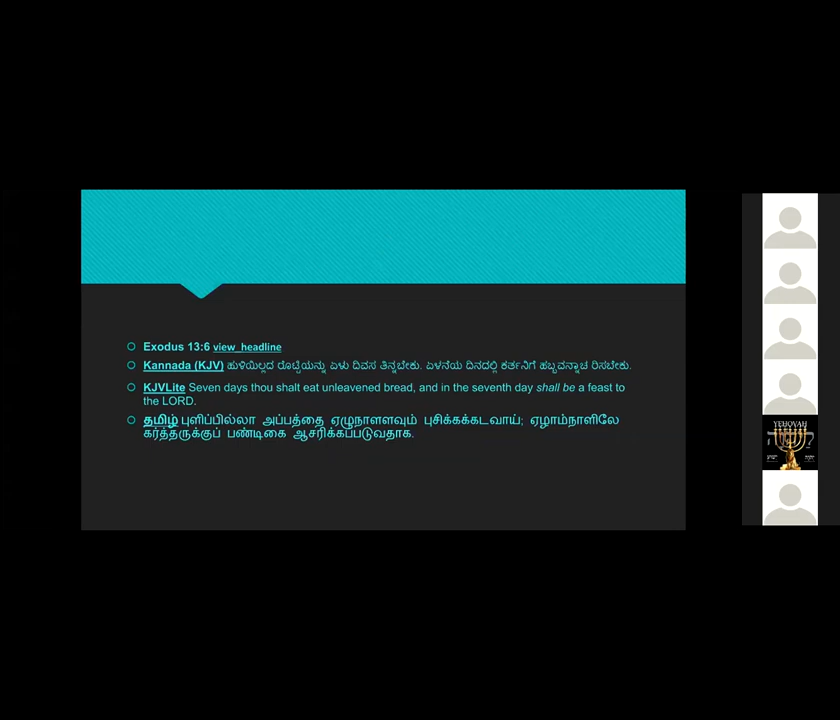 Exodus 13:6 view_headline
Kannada (KJV) ಹುಳಿಯಿಲ್ಲದ ರೊಟ್ಟಿಯನ್ನು ಏಳು ದಿವಸ ತಿನ್ನಬೇಕು. ಏಳನೆಯ ದಿನದಲ್ಲಿ ಕರ್ತನಿಗೆ ಹಬ್ಬವನ್ನಾಚ ರಿಸಬೇಕು.
KJVLite Seven days thou shalt eat unleavened bread, and in the seventh day shall be a feast to
the LORD.
தமிழ் புளிப்பில்லா அப்பத்தை ஏழுநாளளவும் புசிக்கக்கடவாய்; ஏழாம்நாளிலே
கர்த்தருக்குப் பண்டிகை ஆசரிக்கப்படுவதாக.
YEHOVAH